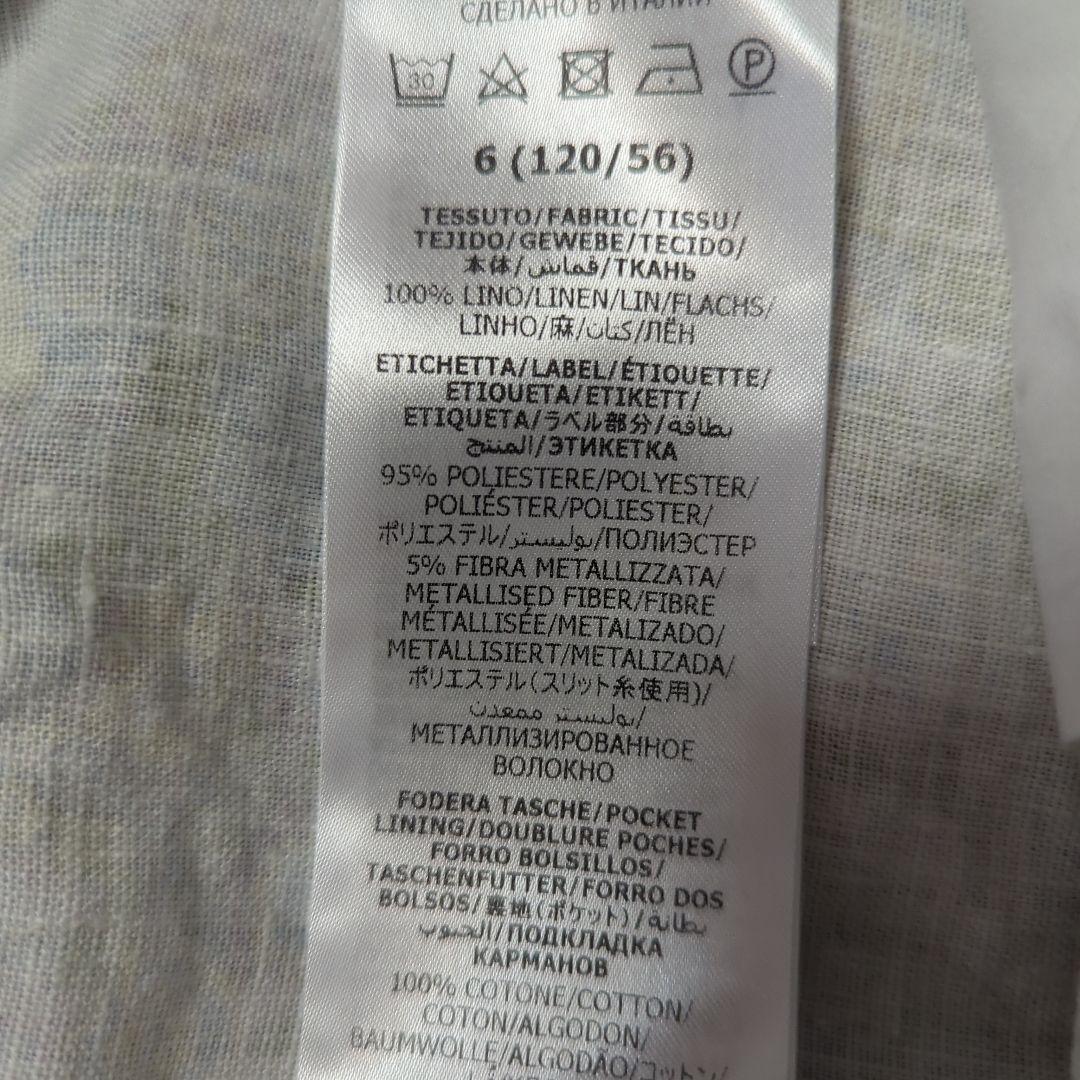 СДЕЛАНО В ИТАЛИИ
30
P
6 (120/56)
TESSUTO/FABRIC/TISSU/
TEJIDO/GEWEBE/TECIDO/
本体/قماش/ТКАНЬ
100% LINO/LINEN/LIN/FLACHS/
LINHO/麻/كتان/ЛЁН
ETICHETTA/LABEL/ÉTIQUETTE/
ETIQUETA/ETIKETT/
ETIQUETA/ラベル部分/بطاقة
المنتج/ЭТИКЕТКА
95% POLIESTERE/POLYESTER/
POLIÉSTER/POLIESTER/
ポリエステル/بوليستر/ПОЛИЭСТЕР
5% FIBRA METALLIZZATA/
METALLISED FIBER/FIBRE
MÉTALLISÉE/METALIZADO/
METALLISIERT/METALIZADA/
ポリエステル(スリット糸使用)/
بوليستر ممعدن/
МЕТАЛЛИЗИРОВАННОЕ
ВОЛОКНО
FODERA TASCHE/POCKET
LINING/DOUBLURE POCHES/
FORRO BOLSILLOS/
TASCHENFUTTER/FORRO DOS
BOLSOS/裏地(ポケット)/بطانة
الجيوب/ПОДКЛАДКА
КАРМАНОВ
100% COTONE/COTTON/
COTON/ALGODON/
BAUMWOLLE/ALGODÃO/コットン/